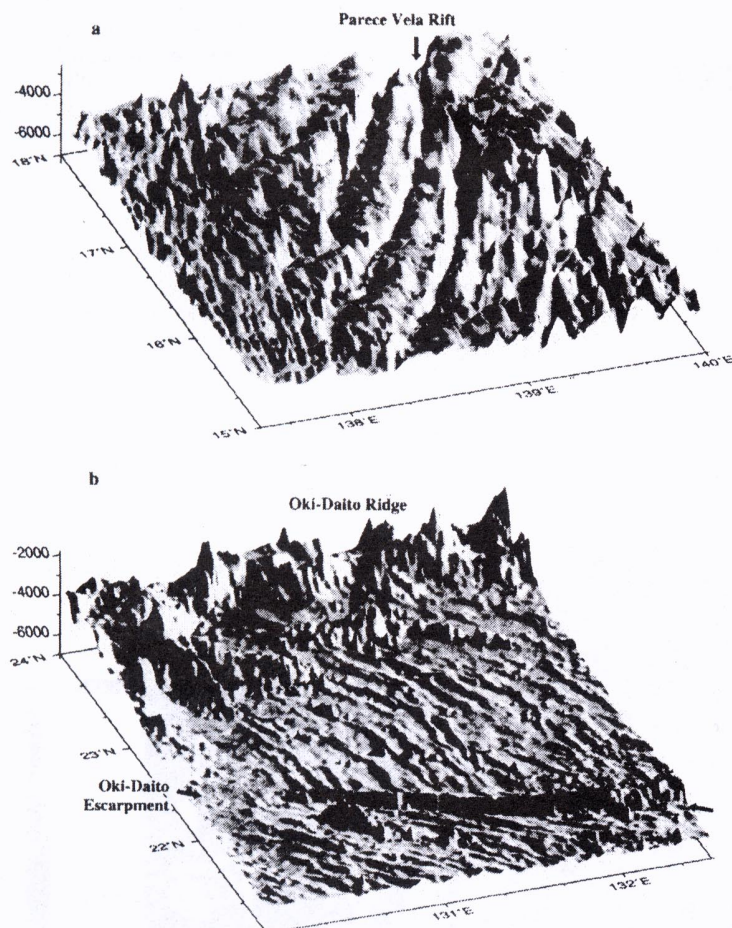 a
Parece Vela Rift
-4000
-6000
18°N
17°N
16°N
15°N
138°E
139°E
140°E
b
Oki-Daito Ridge
-2000
-4000
-6000
24°N
23°N
Oki-Daito
Escarpment
22°N
131°E
132°E